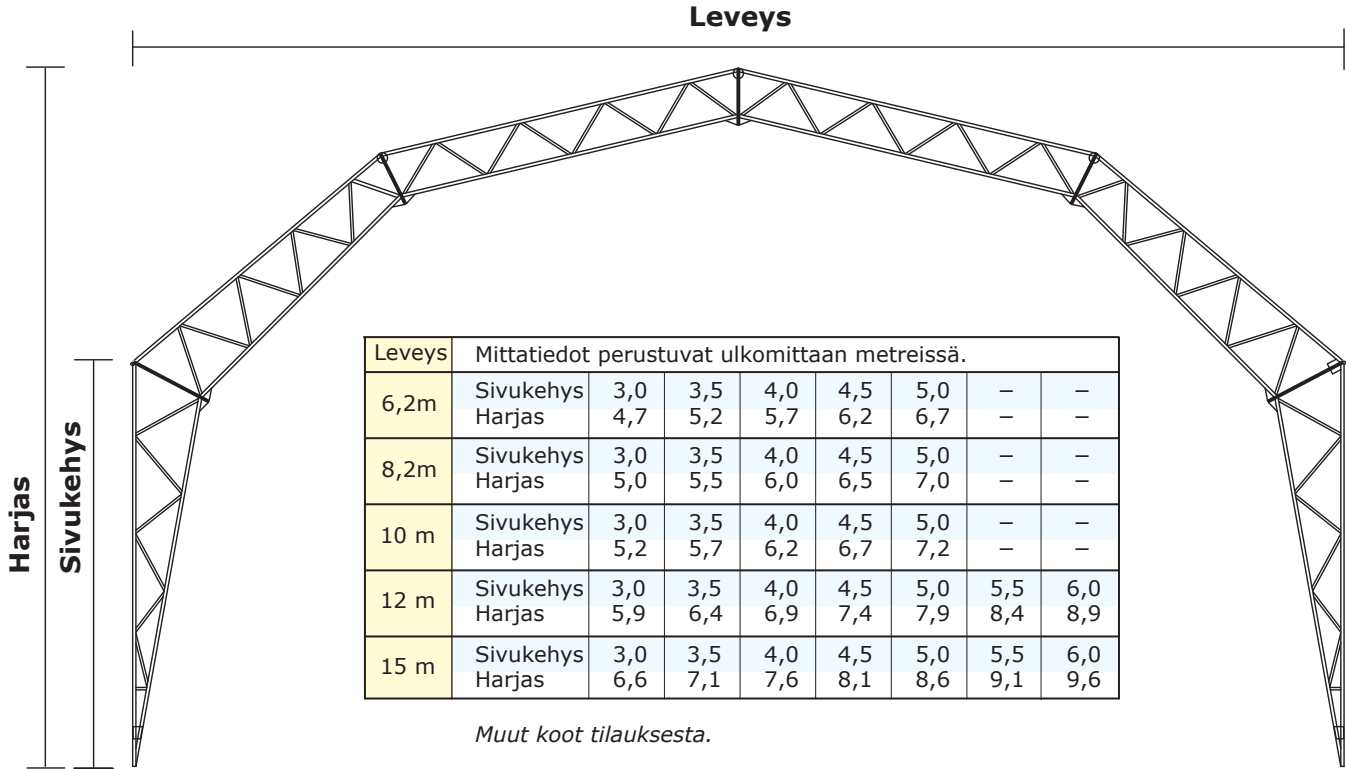 Leveys
Harjas
Sivukehys
Leveys Mittatiedot perustuvat ulkomittaan metreissä.
6,2m Sivukehys 3,0 3,5 4,0 4,5 5,0 – –
Harjas 4,7 5,2 5,7 6,2 6,7 – –
8,2m Sivukehys 3,0 3,5 4,0 4,5 5,0 – –
Harjas 5,0 5,5 6,0 6,5 7,0 – –
10 m Sivukehys 3,0 3,5 4,0 4,5 5,0 – –
Harjas 5,2 5,7 6,2 6,7 7,2 – –
12 m Sivukehys 3,0 3,5 4,0 4,5 5,0 5,5 6,0
Harjas 5,9 6,4 6,9 7,4 7,9 8,4 8,9
15 m Sivukehys 3,0 3,5 4,0 4,5 5,0 5,5 6,0
Harjas 6,6 7,1 7,6 8,1 8,6 9,1 9,6
Muut koot tilauksesta.